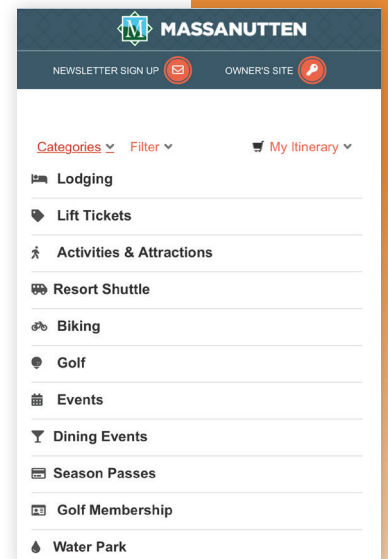 MASSANUTTEN
NEWSLETTER SIGN UP OWNER'S SITE
Categories Filter My Itinerary
Lodging
Lift Tickets
Activities & Attractions
Resort Shuttle
Biking
Golf
Events
Dining Events
Season Passes
Golf Membership
Water Park